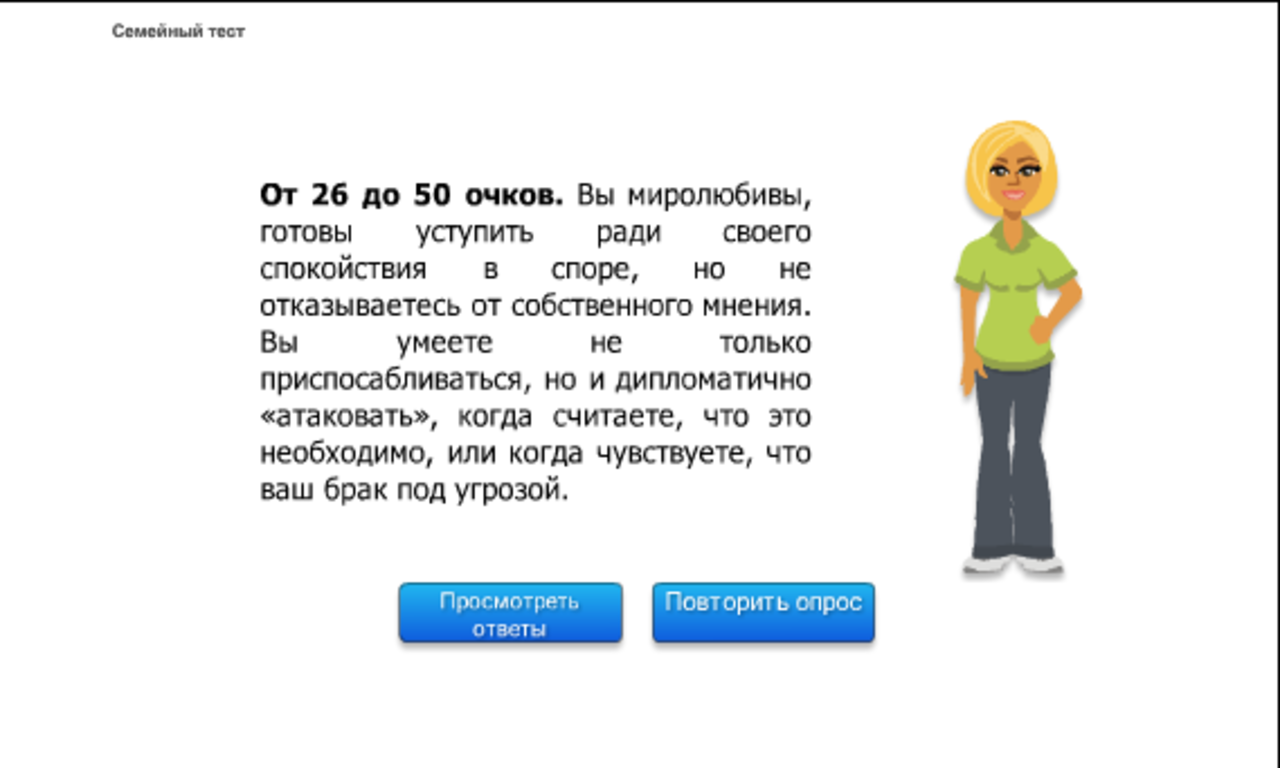 Семейный тест
От 26 до 50 очков. Вы миролюбивы,
готовы уступить ради своего
спокойствия в споре, но не
отказываетесь от собственного мнения.
Вы умеете не только
приспосабливаться, но и дипломатично
«атаковать», когда считаете, что это
необходимо, или когда чувствуете, что
ваш брак под угрозой.
Просмотреть
ответы
Повторить опрос